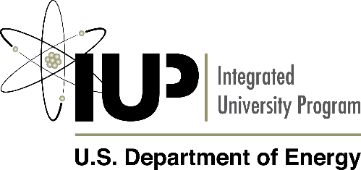 IUP
Integrated
University Program
U.S. Department of Energy